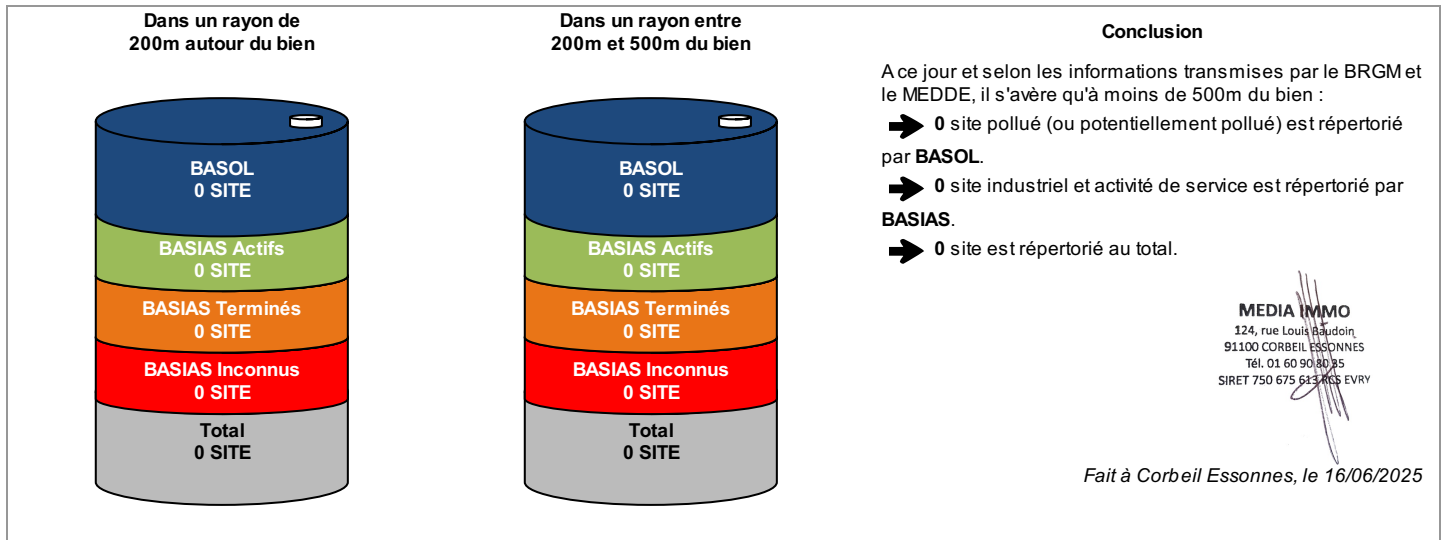 Dans un rayon de
200m autour du bien
BASOL
0 SITE
BASIAS Actifs
0 SITE
BASIAS Terminés
0 SITE
BASIAS Inconnus
0 SITE
Total
0 SITE
Dans un rayon entre
200m et 500m du bien
BASOL
0 SITE
BASIAS Actifs
0 SITE
BASIAS Terminés
0 SITE
BASIAS Inconnus
0 SITE
Total
0 SITE
Conclusion
A ce jour et selon les informations transmises par le BRGM et
le MEDDE, il s'avère qu'à moins de 500m du bien :
0 site pollué (ou potentiellement pollué) est répertorié
par BASOL.
0 site industriel et activité de service est répertorié par
BASIAS.
0 site est répertorié au total.
MEDIA IMMO
124, rue Louis Baudoin
91100 CORBEIL ESSONNES
Tél. 01 60 90 80 85
SIRET 750 675 613 RCS EVRY
Fait à Corbeil Essonnes, le 16/06/2025